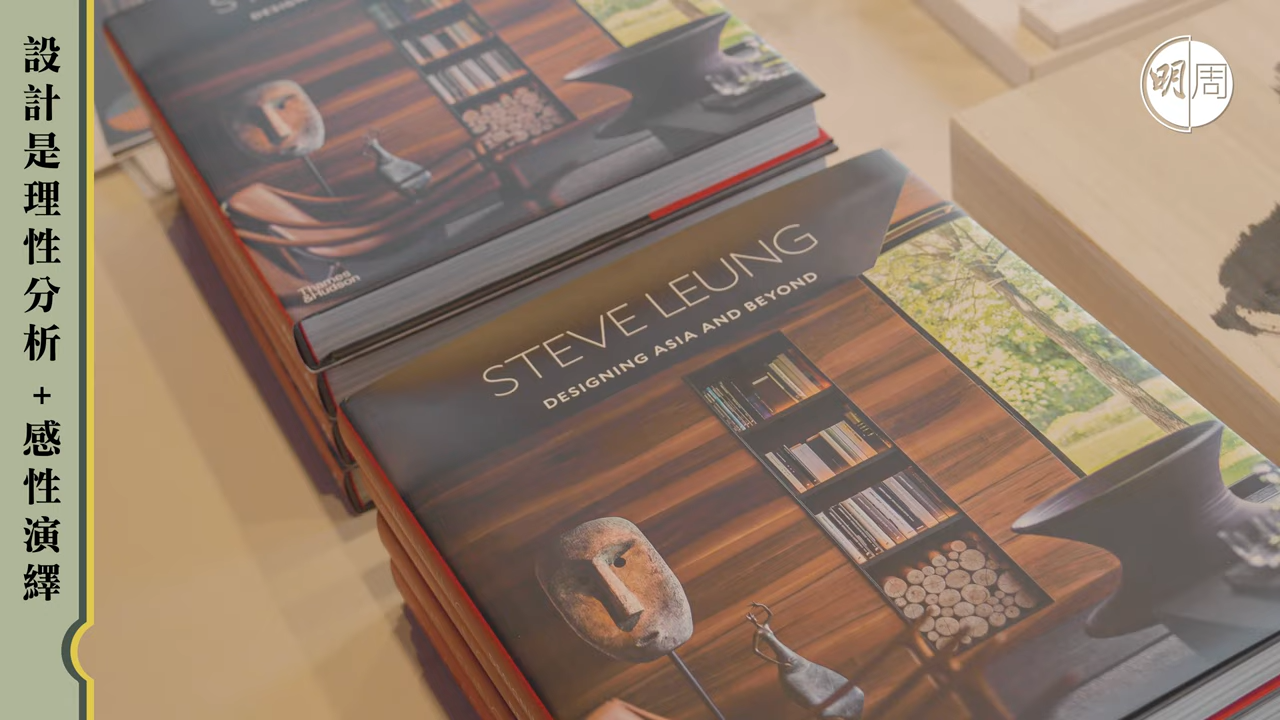 設計是理性分析+感性演繹
明周
Thames
&Hudson
STEVE LEUNG
DESIGNING ASIA AND BEYOND